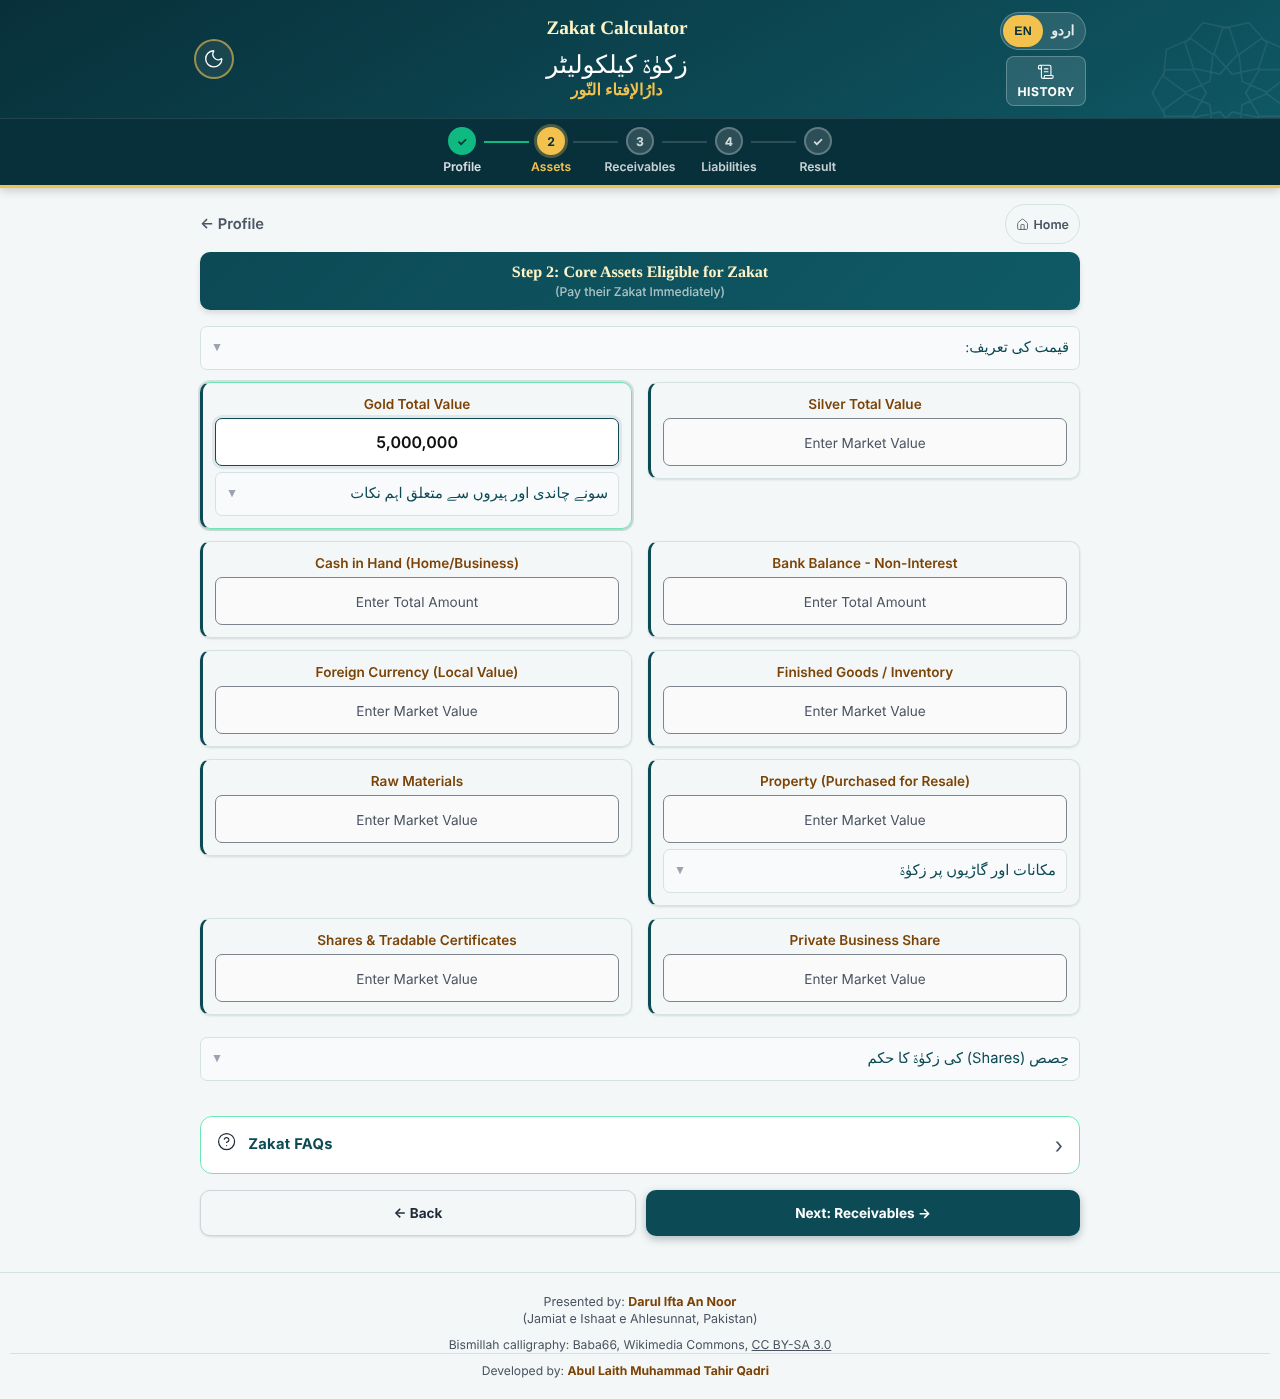 Zakat Calculator
زکوٰۃ کیلکولیٹر
دارُالإفتاء النّور
EN اردو
HISTORY
2 3 4
Profile Assets Receivables Liabilities Result
← Profile
Home
Step 2: Core Assets Eligible for Zakat
(Pay their Zakat Immediately)
قیمت کی تعریف:
Gold Total Value
5,000,000
سونے چاندی اور ہیروں سے متعلق اہم نکات
Silver Total Value
Enter Market Value
Cash in Hand (Home/Business)
Enter Total Amount
Bank Balance - Non-Interest
Enter Total Amount
Foreign Currency (Local Value)
Enter Market Value
Finished Goods / Inventory
Enter Market Value
Raw Materials
Enter Market Value
Property (Purchased for Resale)
Enter Market Value
مکانات اور گاڑیوں پر زکوٰۃ
Shares & Tradable Certificates
Enter Market Value
Private Business Share
Enter Market Value
حِصص (Shares) کی زکوٰۃ کا حکم
Zakat FAQs
← Back
Next: Receivables →
Presented by: Darul Ifta An Noor
(Jamiat e Ishaat e Ahlesunnat, Pakistan)
Bismillah calligraphy: Baba66, Wikimedia Commons, CC BY-SA 3.0
Developed by: Abul Laith Muhammad Tahir Qadri